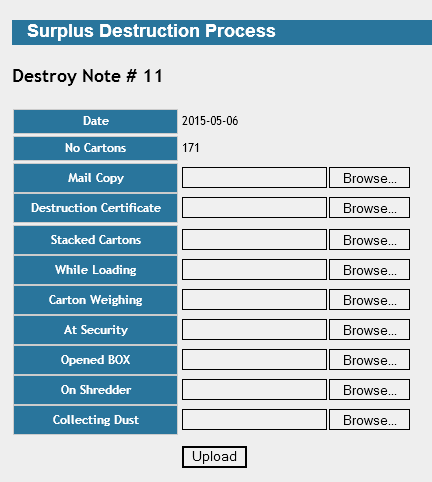 Surplus Destruction Process
Destroy Note # 11
Date 2015-05-06
No Cartons 171
Mail Copy Browse...
Destruction Certificate Browse...
Stacked Cartons Browse...
While Loading Browse...
Carton Weighing Browse...
At Security Browse...
Opened BOX Browse...
On Shredder Browse...
Collecting Dust Browse...
Upload